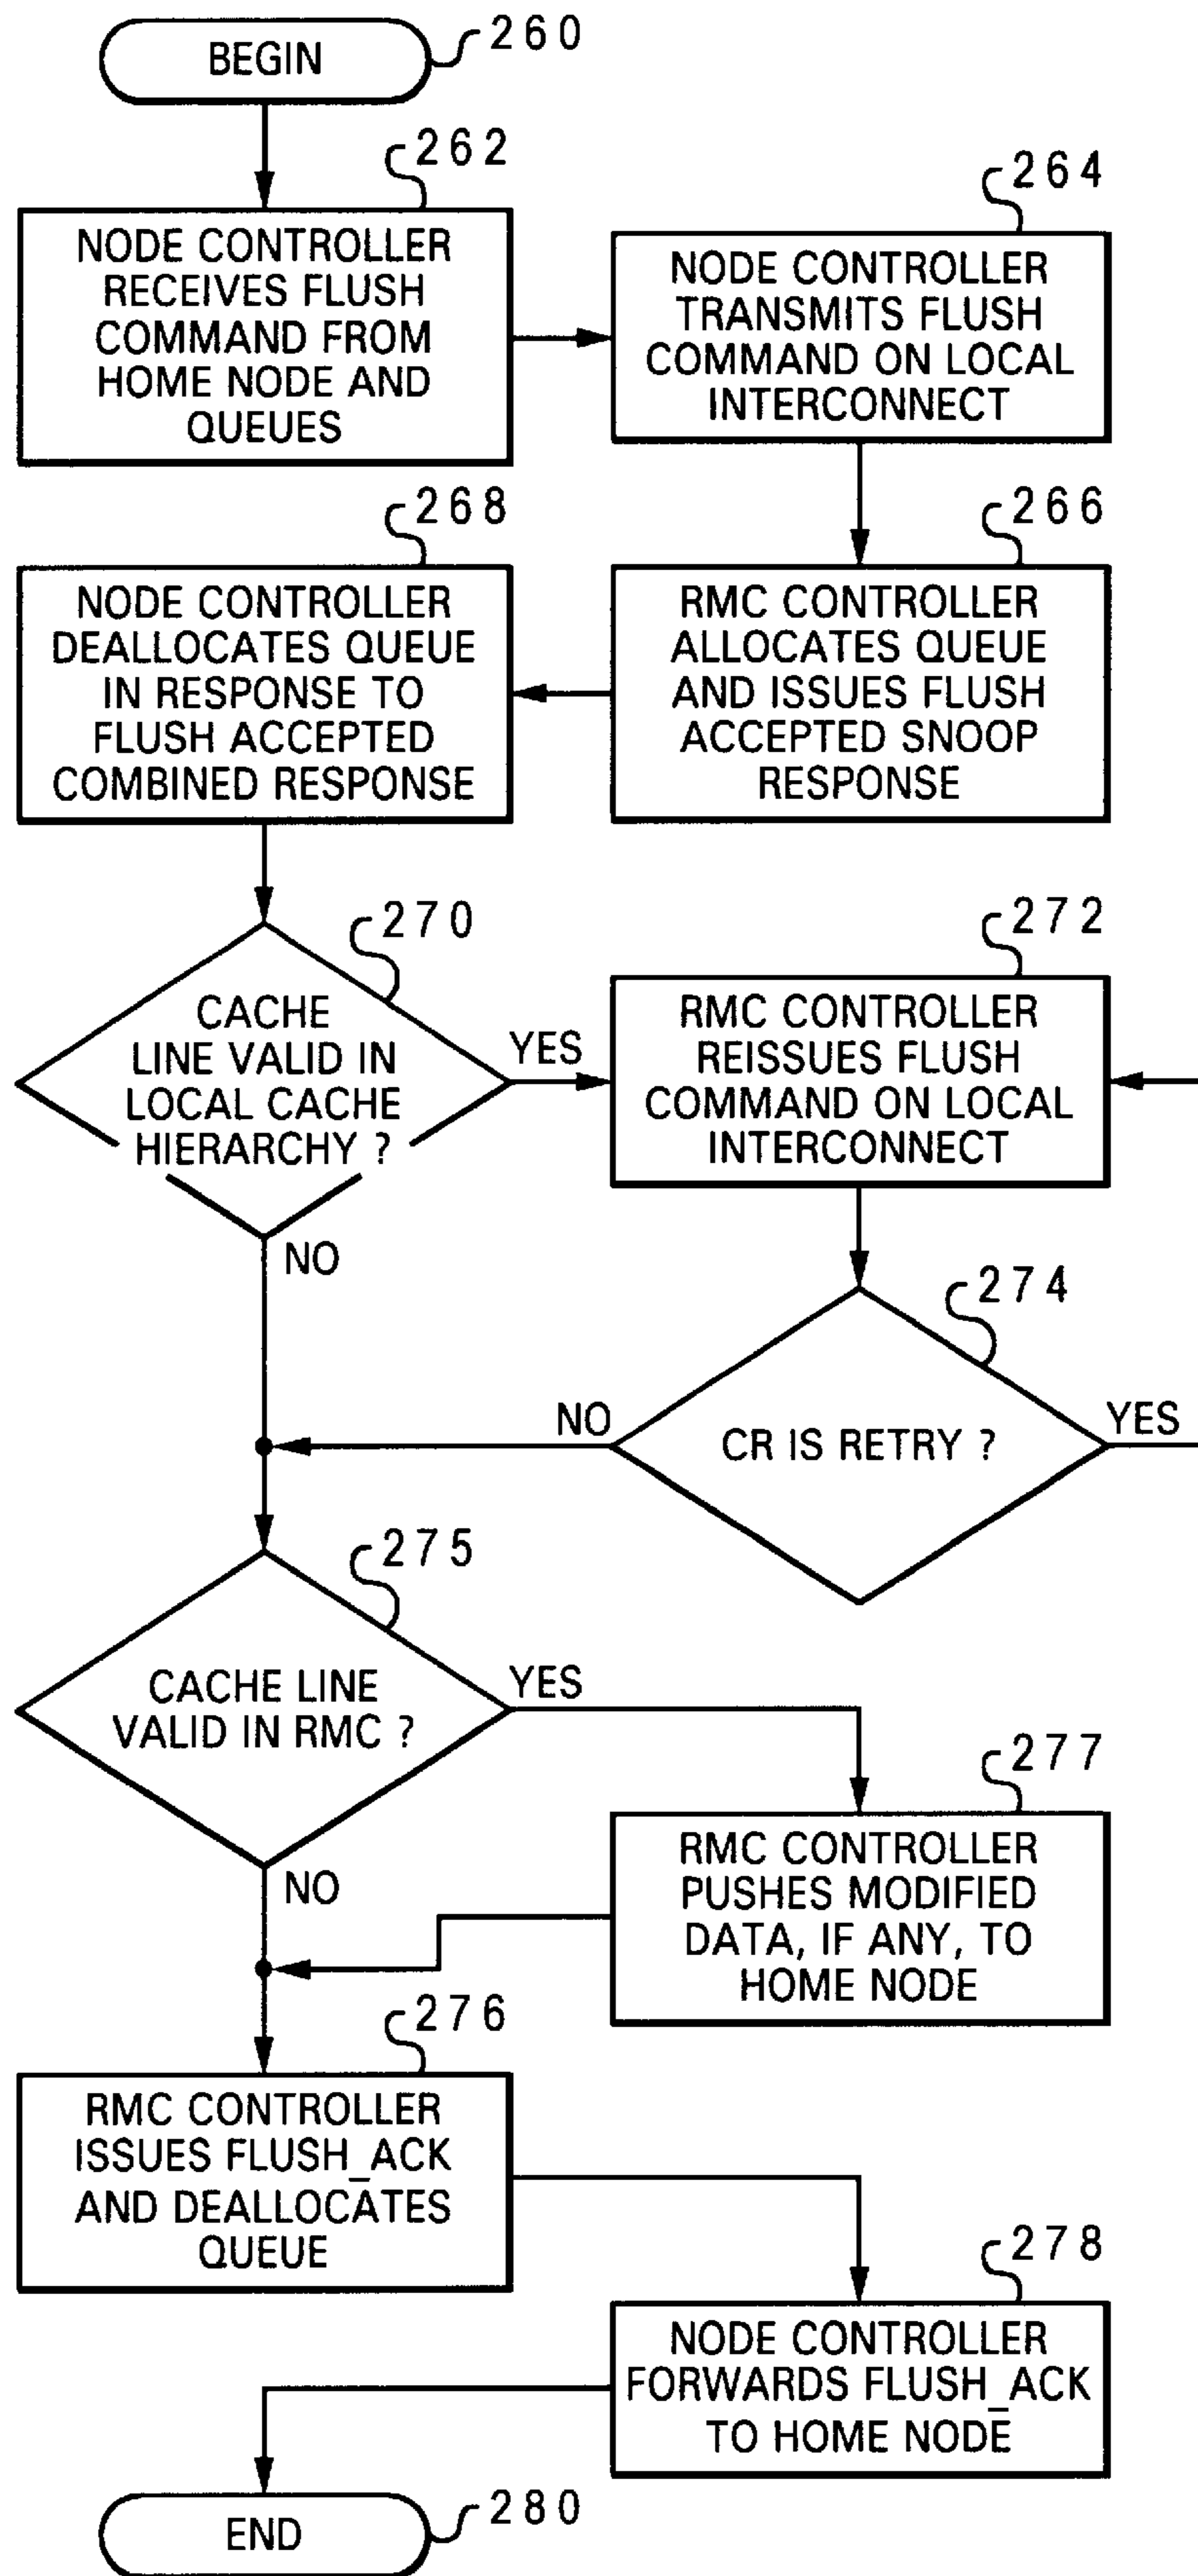 BEGIN
260
262
NODE CONTROLLER
RECEIVES FLUSH
COMMAND FROM
HOME NODE AND
QUEUES
264
NODE CONTROLLER
TRANSMITS FLUSH
COMMAND ON LOCAL
INTERCONNECT
266
RMC CONTROLLER
ALLOCATES QUEUE
AND ISSUES FLUSH
ACCEPTED SNOOP
RESPONSE
268
NODE CONTROLLER
DEALLOCATES QUEUE
IN RESPONSE TO
FLUSH ACCEPTED
COMBINED RESPONSE
270
CACHE
LINE VALID IN
LOCAL CACHE
HIERARCHY ?
YES
NO
272
RMC CONTROLLER
REISSUES FLUSH
COMMAND ON LOCAL
INTERCONNECT
274
CR IS RETRY ?
NO
YES
275
CACHE LINE
VALID IN RMC ?
YES
NO
277
RMC CONTROLLER
PUSHES MODIFIED
DATA, IF ANY, TO
HOME NODE
276
RMC CONTROLLER
ISSUES FLUSH_ACK
AND DEALLOCATES
QUEUE
278
NODE CONTROLLER
FORWARDS FLUSH_ACK
TO HOME NODE
END
280